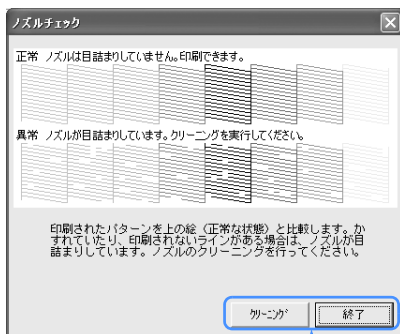 ノズルチェック
正常 ノズルは目詰まりしていません。印刷できます。
異常 ノズルが目詰まりしています。クリーニングを実行してください。
印刷されたパターンを上の絵（正常な状態）と比較します。か
すれていたり、印刷されないラインがある場合は、ノズルが目
詰まりしています。ノズルのクリーニングを行ってください。
クリーニング 終了